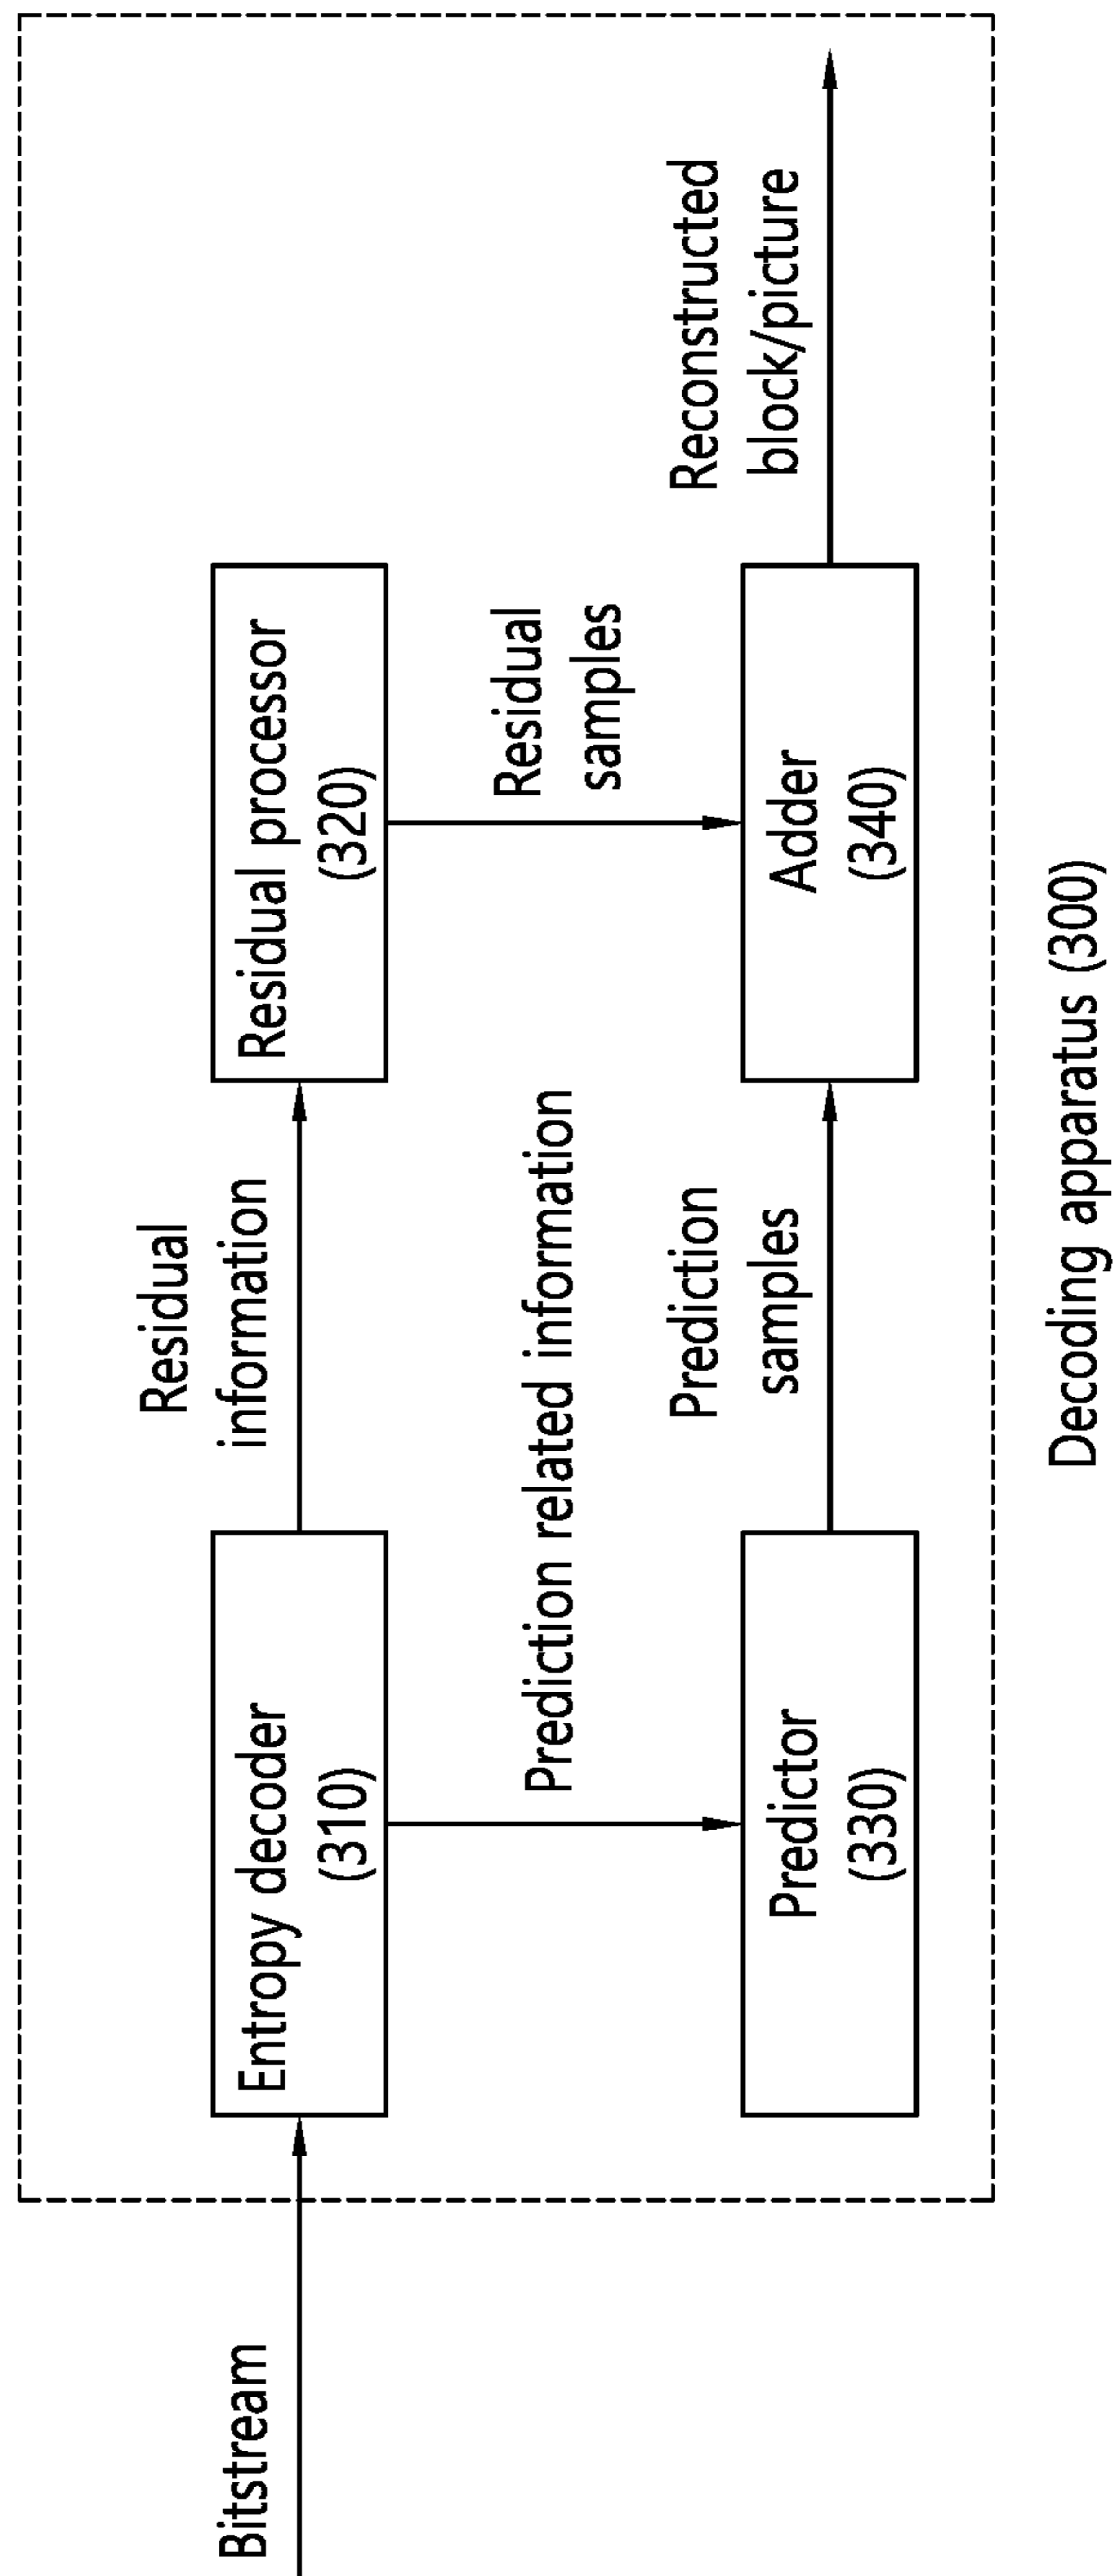 Bitstream
Entropy decoder
(310)
Residual
information
Residual processor
(320)
Prediction related information
Residual
samples
Predictor
(330)
Prediction
samples
Adder
(340)
Reconstructed
block/picture
Decoding apparatus (300)